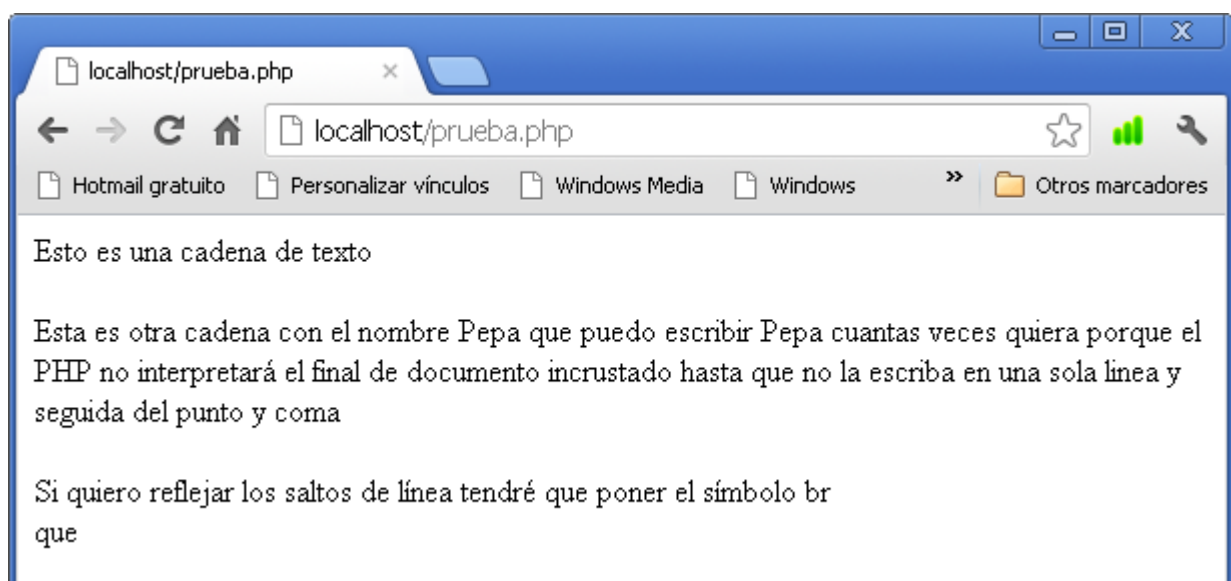 localhost/prueba.php
localhost/prueba.php
Hotmail gratuito Personalizar vínculos Windows Media Windows » Otros marcadores
Esto es una cadena de texto
Esta es otra cadena con el nombre Pepa que puedo escribir Pepa cuantas veces quiera porque el
PHP no interpretará el final de documento incrustado hasta que no la escriba en una sola linea y
seguida del punto y coma
Si quiero reflejar los saltos de línea tendré que poner el símbolo br
que